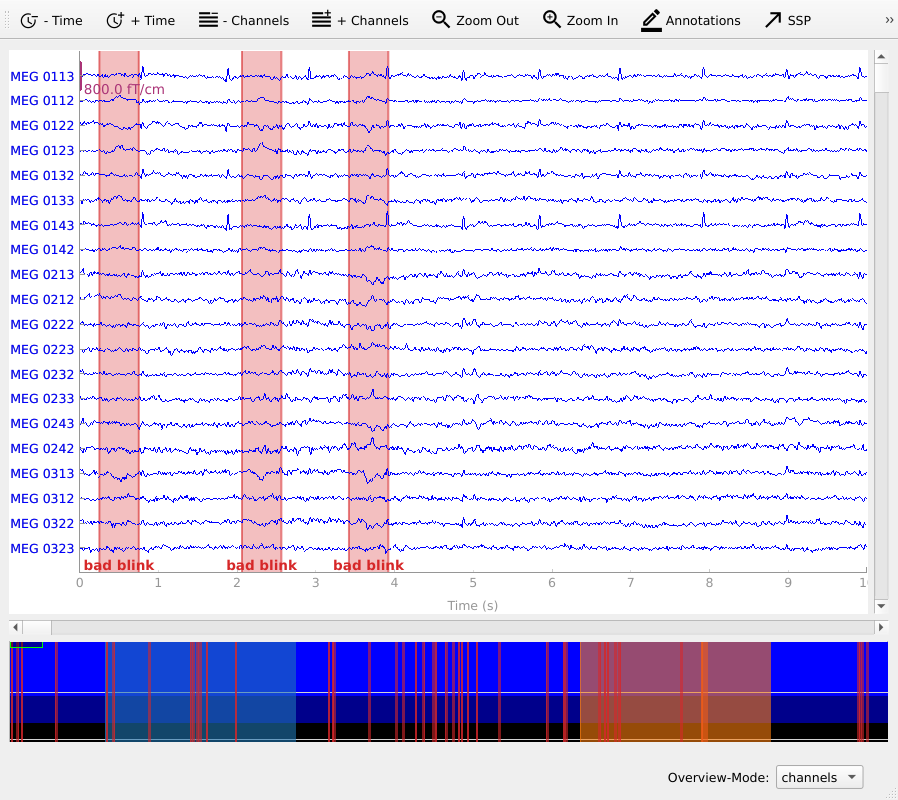 - Time + Time - Channels + Channels Zoom Out Zoom In Annotations SSP »
MEG 0113
800.0 fT/cm
MEG 0112
MEG 0122
MEG 0123
MEG 0132
MEG 0133
MEG 0143
MEG 0142
MEG 0213
MEG 0212
MEG 0222
MEG 0223
MEG 0232
MEG 0233
MEG 0243
MEG 0242
MEG 0313
MEG 0312
MEG 0322
MEG 0323
bad blink bad blink bad blink
0 1 2 3 4 5 6 7 8 9 1
Time (s)
Overview-Mode: channels